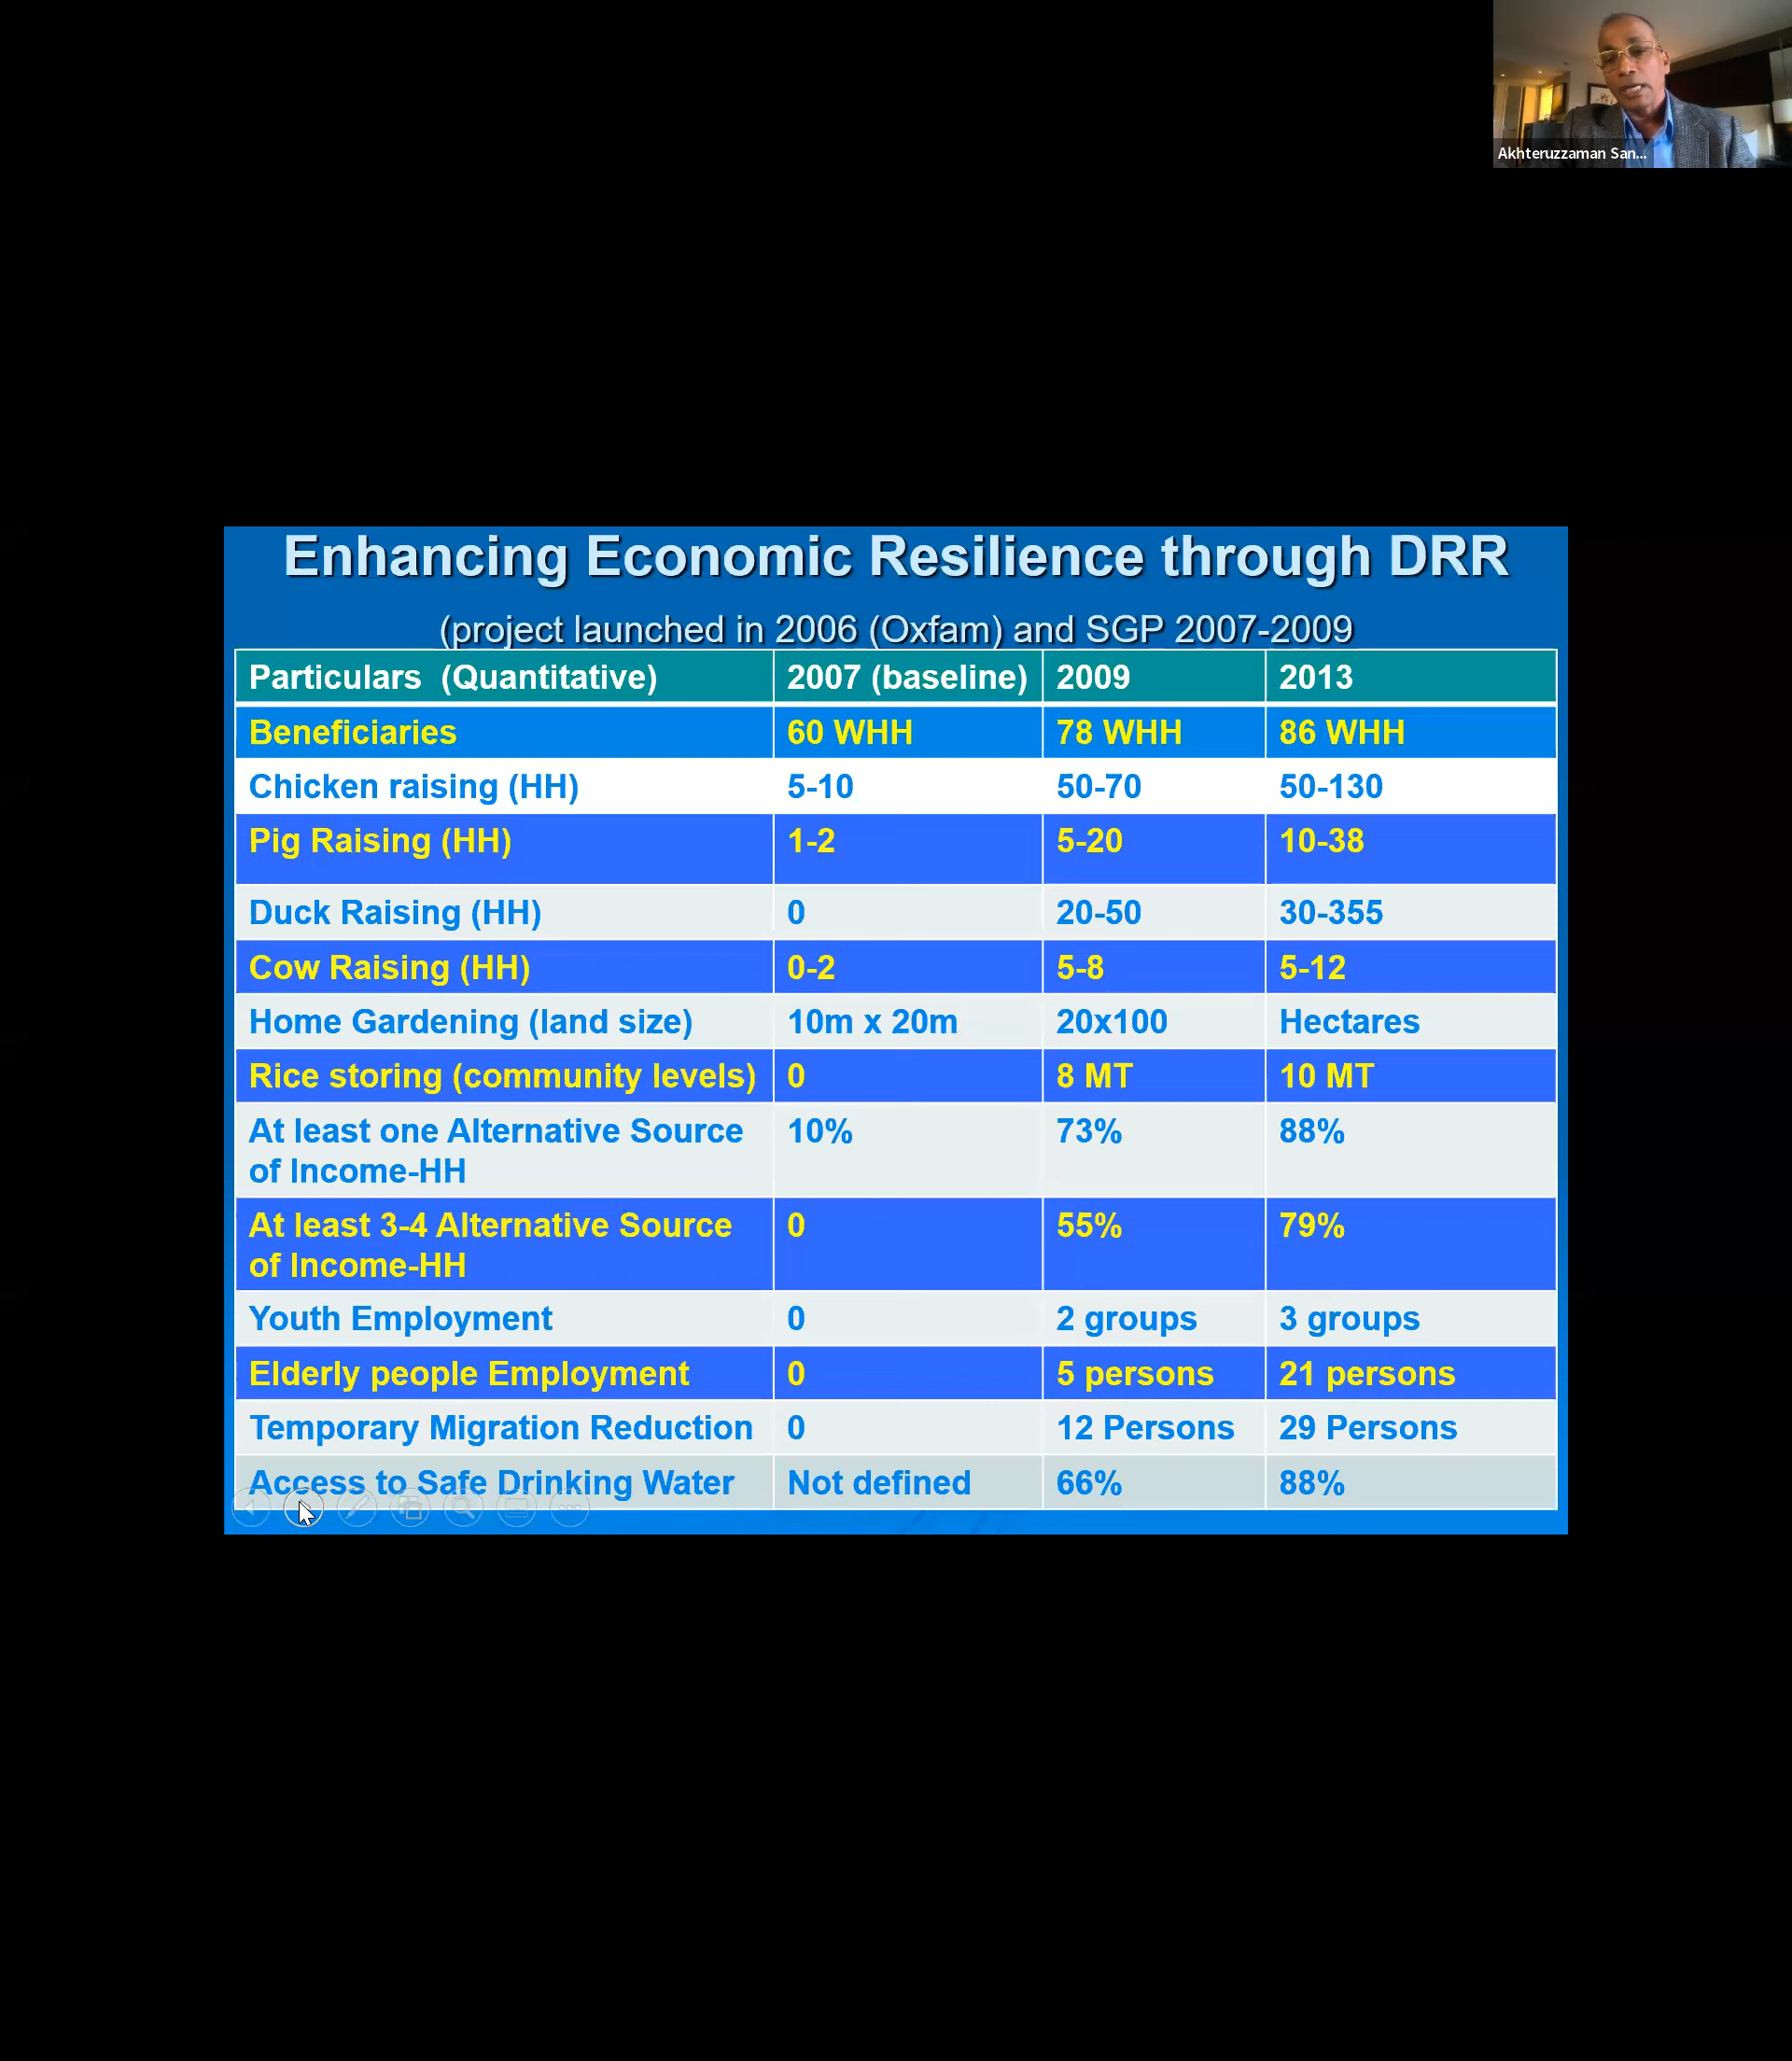 Akhteruzzaman San...
Enhancing Economic Resilience through DRR
(project launched in 2006 (Oxfam) and SGP 2007-2009
Particulars (Quantitative) 2007 (baseline) 2009 2013
Beneficiaries 60 WHH 78 WHH 86 WHH
Chicken raising (HH) 5-10 50-70 50-130
Pig Raising (HH) 1-2 5-20 10-38
Duck Raising (HH) 0 20-50 30-355
Cow Raising (HH) 0-2 5-8 5-12
Home Gardening (land size) 10m x 20m 20x100 Hectares
Rice storing (community levels) 0 8 MT 10 MT
At least one Alternative Source 10% 73% 88%
of Income-HH
At least 3-4 Alternative Source 0 55% 79%
of Income-HH
Youth Employment 0 2 groups 3 groups
Elderly people Employment 0 5 persons 21 persons
Temporary Migration Reduction 0 12 Persons 29 Persons
Access to Safe Drinking Water Not defined 66% 88%